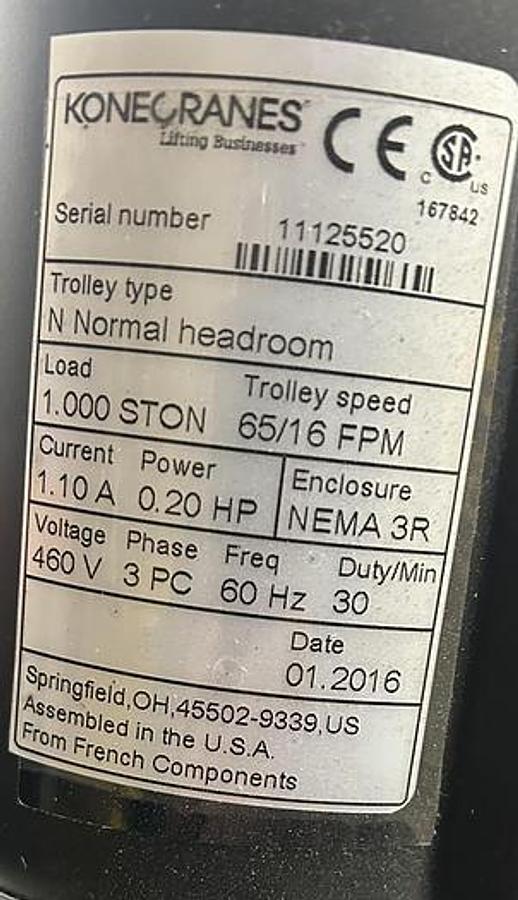 KONECRANES
Lifting Businesses™
CE
C SA US
167842
Serial number 11125520
Trolley type
N Normal headroom
Load Trolley speed
1.000 STON 65/16 FPM
Current Power Enclosure
1.10 A 0.20 HP NEMA 3R
Voltage Phase Freq Duty/Min
460 V 3 PC 60 Hz 30
Date
01.2016
Springfield,OH,45502-9339,US
Assembled in the U.S.A.
From French Components